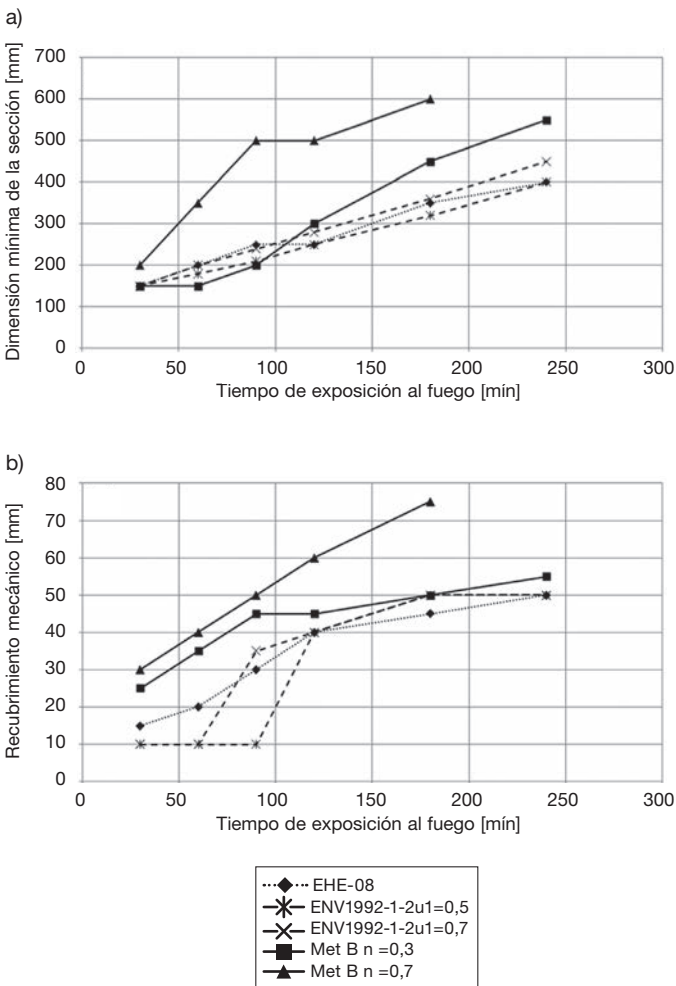 a)
Dimensión mínima de la sección [mm]
700
600
500
400
300
200
100
0
0 50 100 150 200 250 300
Tiempo de exposición al fuego [mín]
b)
Recubrimiento mecánico [mm]
80
70
60
50
40
30
20
10
0
0 50 100 150 200 250 300
Tiempo de exposición al fuego [mín]
EHE-08
ENV1992-1-2u1=0,5
ENV1992-1-2u1=0,7
Met B n =0,3
Met B n =0,7